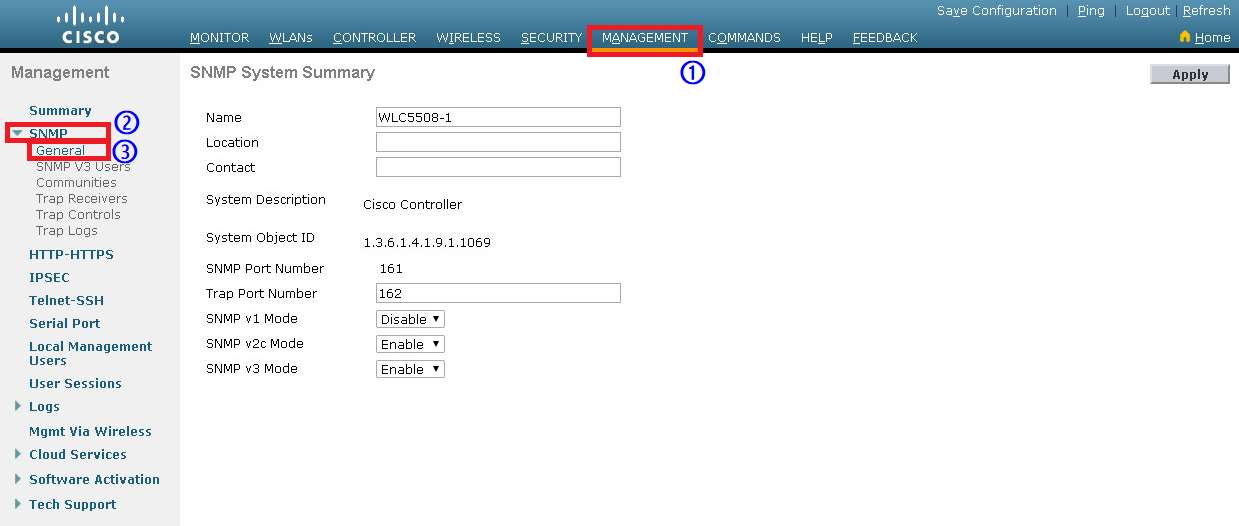 Save Configuration | Ping | Logout | Refresh
CISCO
MONITOR WLANs CONTROLLER WIRELESS SECURITY MANAGEMENT COMMANDS HELP FEEDBACK
Home
1
Management
Summary
2
SNMP
3
General
SNMP V3 Users
Communities
Trap Receivers
Trap Controls
Trap Logs
HTTP-HTTPS
IPSEC
Telnet-SSH
Serial Port
Local Management
Users
User Sessions
Logs
Mgmt Via Wireless
Cloud Services
Software Activation
Tech Support
SNMP System Summary
Apply
Name WLC5508-1
Location
Contact
System Description Cisco Controller
System Object ID 1.3.6.1.4.1.9.1.1069
SNMP Port Number 161
Trap Port Number 162
SNMP v1 Mode Disable
SNMP v2c Mode Enable
SNMP v3 Mode Enable